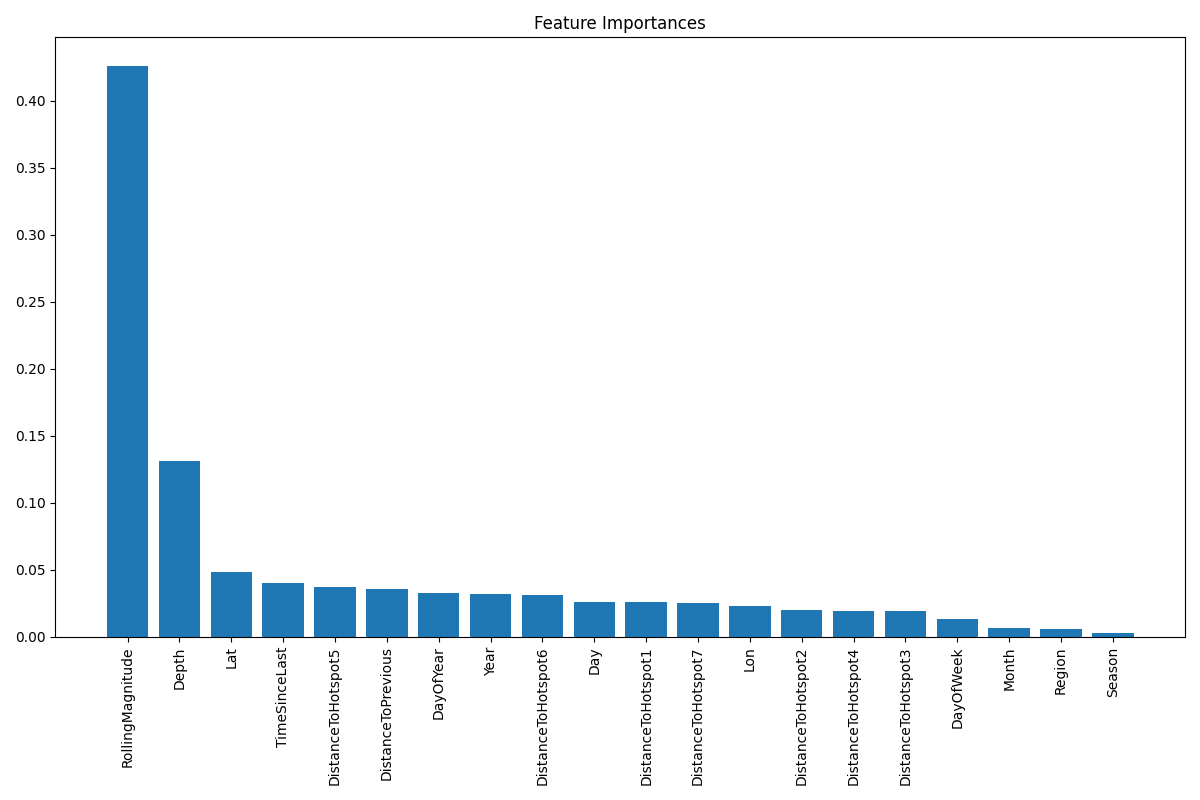 Feature Importances
0.40
0.35
0.30
0.25
0.20
0.15
0.10
0.05
0.00
RollingMagnitude
Depth
Lat
TimeSinceLast
DistanceToHotspot5
DistanceToPrevious
DayOfYear
Year
DistanceToHotspot6
Day
DistanceToHotspot1
DistanceToHotspot7
Lon
DistanceToHotspot2
DistanceToHotspot4
DistanceToHotspot3
DayOfWeek
Month
Region
Season